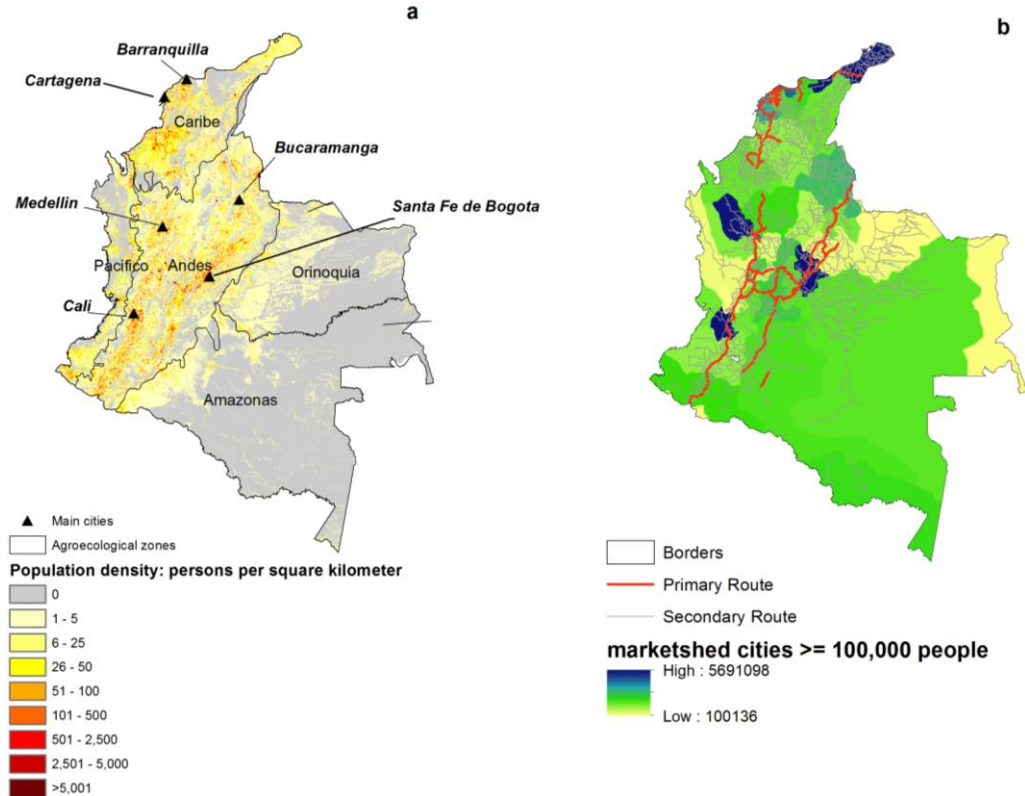 a
Barranquilla
Cartagena
Caribe
Bucaramanga
Medellin
Santa Fe de Bogota
Pacifico
Andes
Orinoquia
Cali
Amazonas
Main cities
Agroecological zones
Population density: persons per square kilometer
0
1 - 5
6 - 25
26 - 50
51 - 100
101 - 500
501 - 2,500
2,501 - 5,000
>5,001
b
Borders
Primary Route
Secondary Route
marketshed cities >= 100,000 people
High : 5691098
Low : 100136